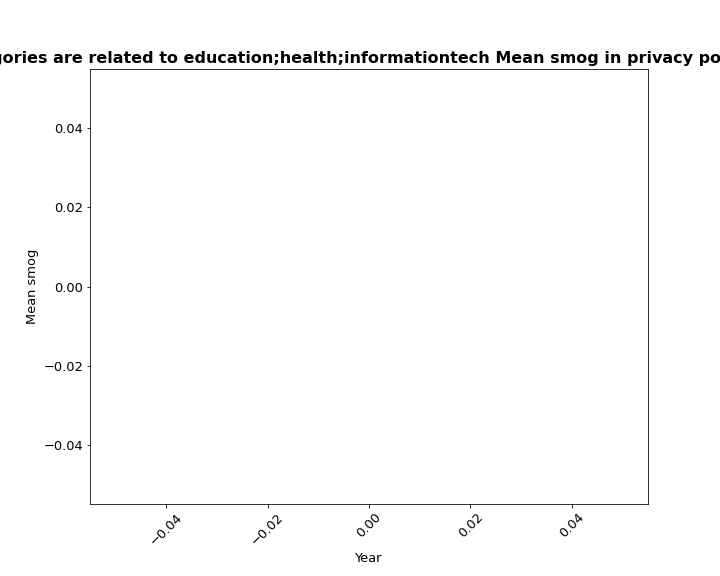 gories are related to education;health;informationtech Mean smog in privacy po
0.04
0.02
0.00
−0.02
−0.04
Mean smog
−0.04 −0.02 0.00 0.02 0.04
Year